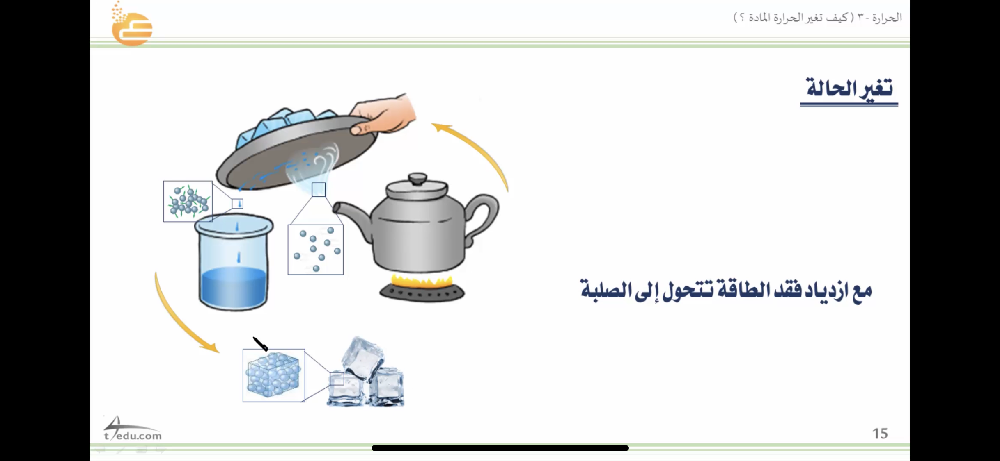 الحرارة - ٣ ( كيف تغير الحرارة المادة ؟ )
تغير الحالة
مع ازدياد فقد الطاقة تتحول إلى الصلبة
t4edu.com
15